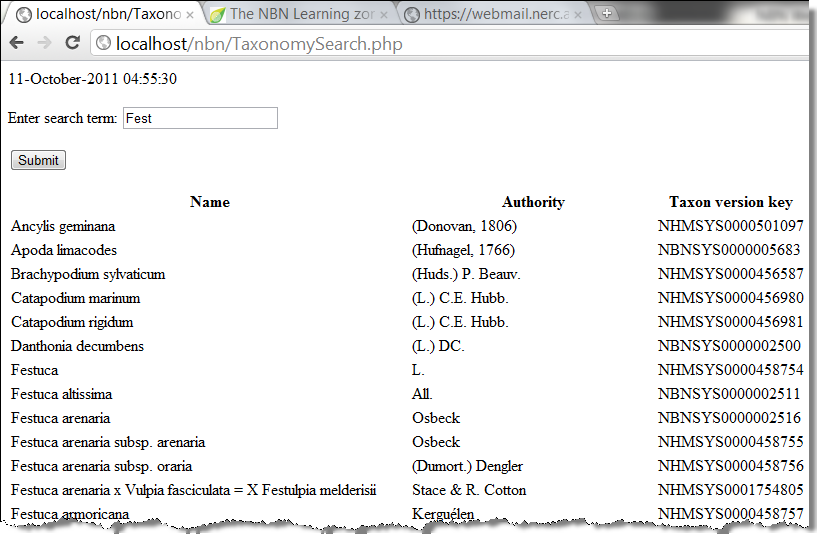 localhost/nbn/Taxono
The NBN Learning zor
https://webmail.nerc.a
localhost/nbn/TaxonomySearch.php
11-October-2011 04:55:30
Enter search term: Fest
Submit
Name Authority Taxon version key
Ancylis geminana (Donovan, 1806) NHMSYS0000501097
Apoda limacodes (Hufnagel, 1766) NBNSYS0000005683
Brachypodium sylvaticum (Huds.) P. Beauv. NHMSYS0000456587
Catapodium marinum (L.) C.E. Hubb. NHMSYS0000456980
Catapodium rigidum (L.) C.E. Hubb. NHMSYS0000456981
Danthonia decumbens (L.) DC. NBNSYS0000002500
Festuca L. NHMSYS0000458754
Festuca altissima All. NBNSYS0000002511
Festuca arenaria Osbeck NBNSYS0000002516
Festuca arenaria subsp. arenaria Osbeck NHMSYS0000458755
Festuca arenaria subsp. oraria (Dumort.) Dengler NHMSYS0000458756
Festuca arenaria x Vulpia fasciculata = X Festulpia melderisii Stace & R. Cotton NHMSYS0001754805
Festuca armoricana Kerguélen NHMSYS0000458757